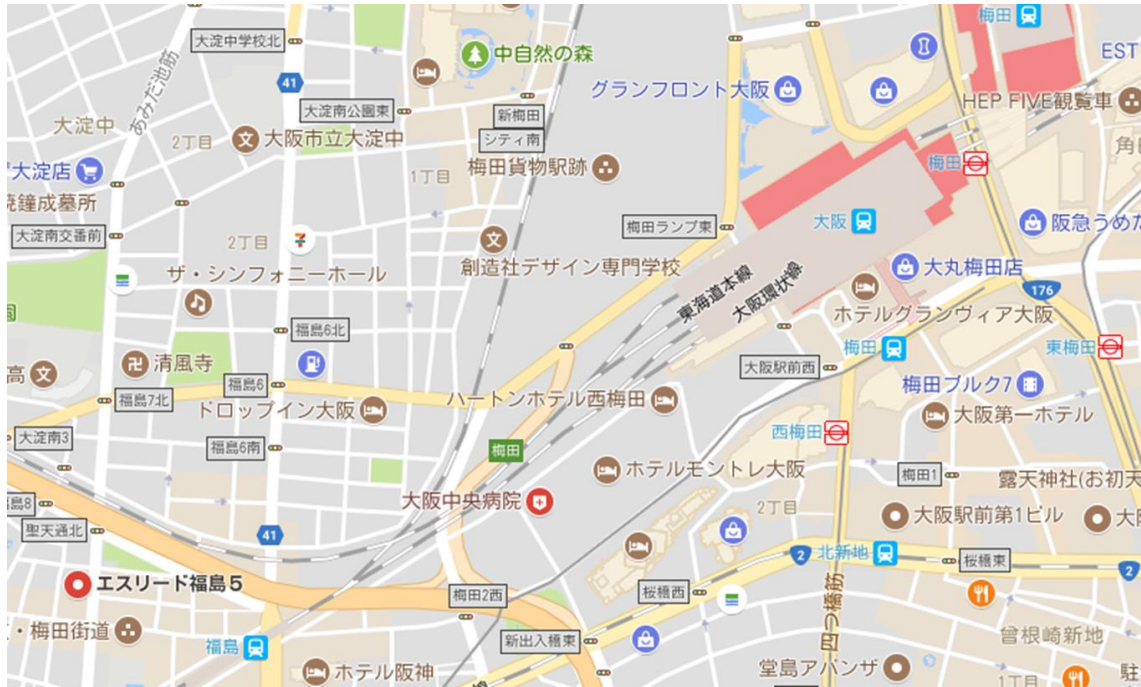 梅田
大淀中学校北
中自然の森
EST
41
グランフロント大阪
HEP FIVE観覧車
大淀南公園東
新梅田
シティ南
大淀中
あみだ池筋
2丁目
大阪市立大淀中
角田
大淀店
梅田貨物駅跡
梅田
1丁目
焼鐘成墓所
大淀南交番前
梅田ランプ東
大阪
阪急うめだ
2丁目
創造社デザイン専門学校
ザ・シンフォニーホール
東海道本線
大阪環状線
大丸梅田店
176
ホテルグランヴィア大阪
福島6北
梅田
東梅田
清風寺
大阪駅前西
高
福島6
梅田ブルク7
福島7北
ドロップイン大阪
ハートンホテル西梅田
大阪第一ホテル
大淀南3
福島6南
梅田
西梅田
ホテルモントレ大阪
梅田1
露天神社(お初天
島8
大阪中央病院
2丁目
大阪駅前第1ビル
大
聖天通北
41
2
北新地
桜橋東
2
エスリード福島5
梅田2西
桜橋西
四つ橋筋
・梅田街道
福島
新出入橋東
曾根崎新地
ホテル阪神
線
堂島アバンザ
駐